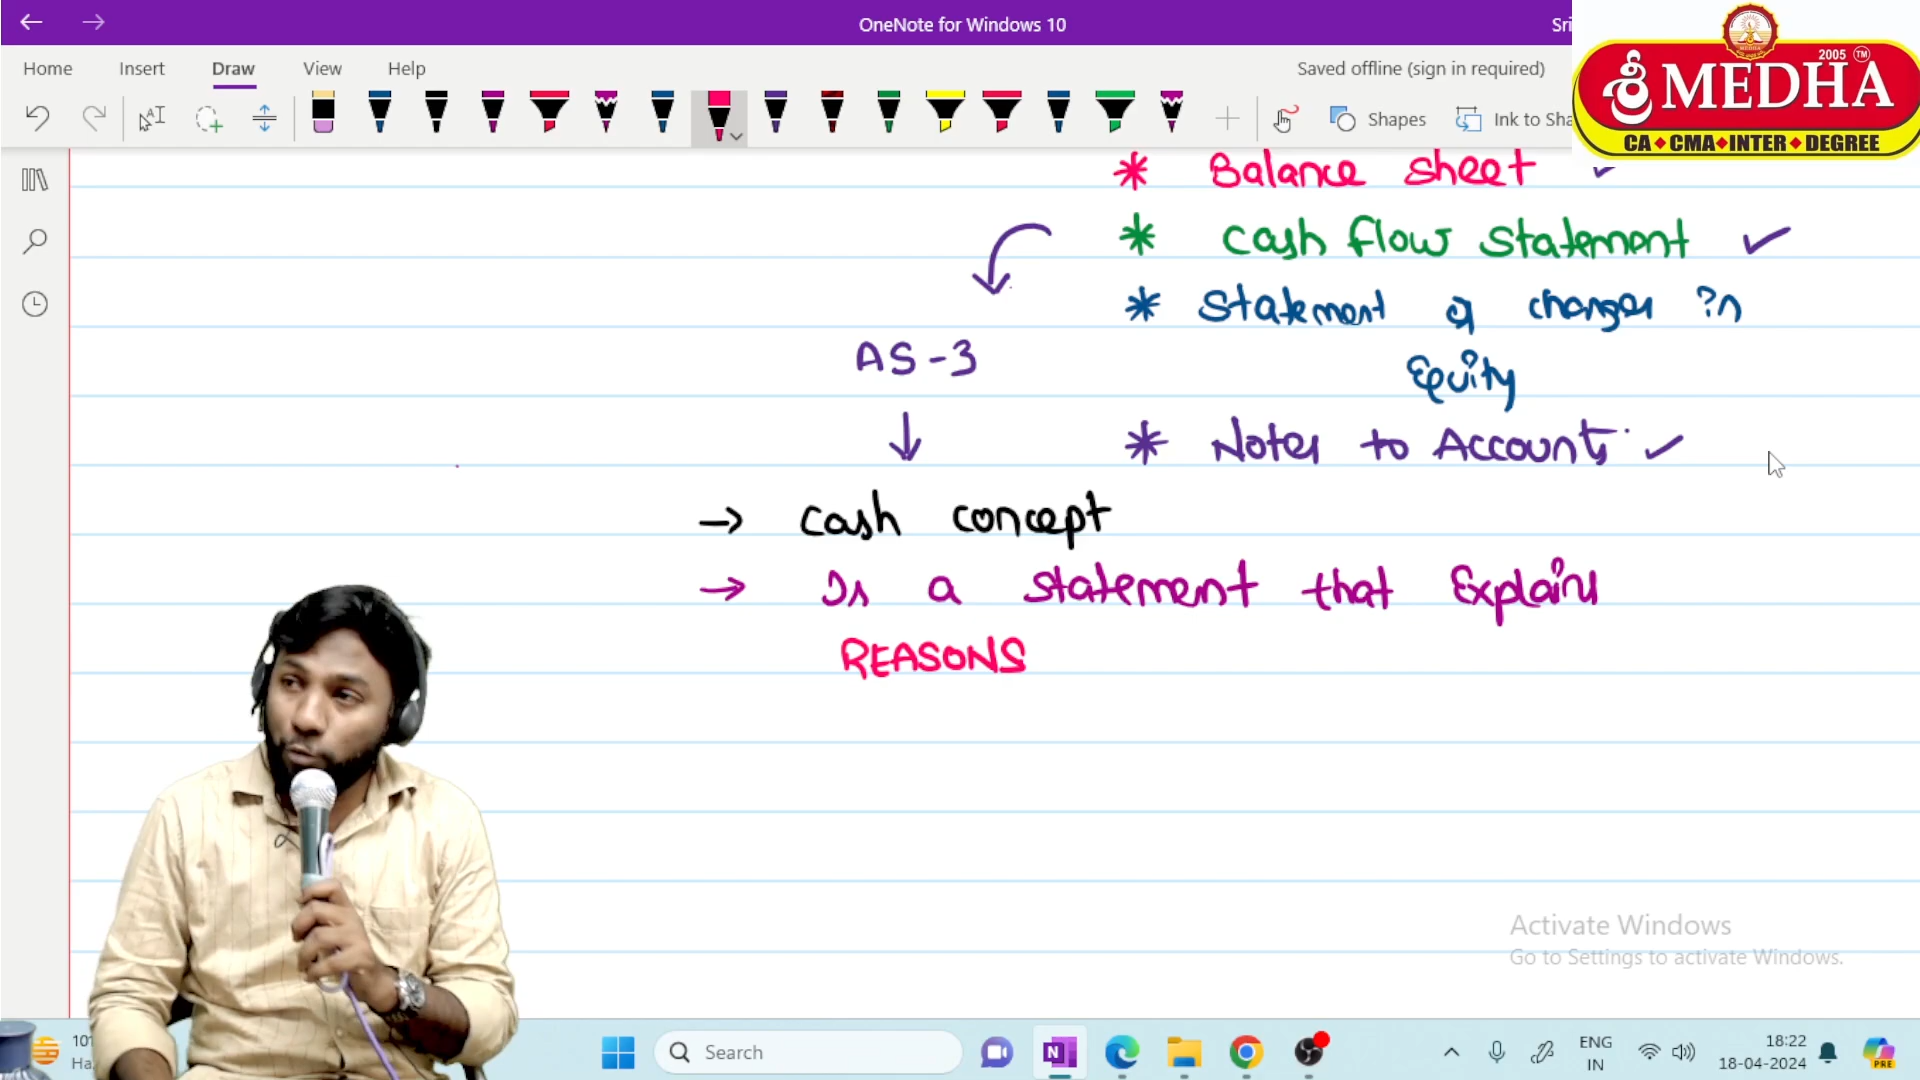 OneNote for Windows 10
Sri
Home Insert Draw View Help
Saved offline (sign in required)
Shapes
Ink to Sha
2005 TM
MEDHA
CA CMA INTER DEGREE
* Balance sheet ✓
* Cash flow statement ✓
* Statement of changes in
Equity
AS-3
* Notes to Accounts ✓
→ Cash concept
→ Is a statement that Explains
REASONS
Activate Windows
Go to Settings to activate Windows.
Search
ENG
IN
18:22
18-04-2024
PRE